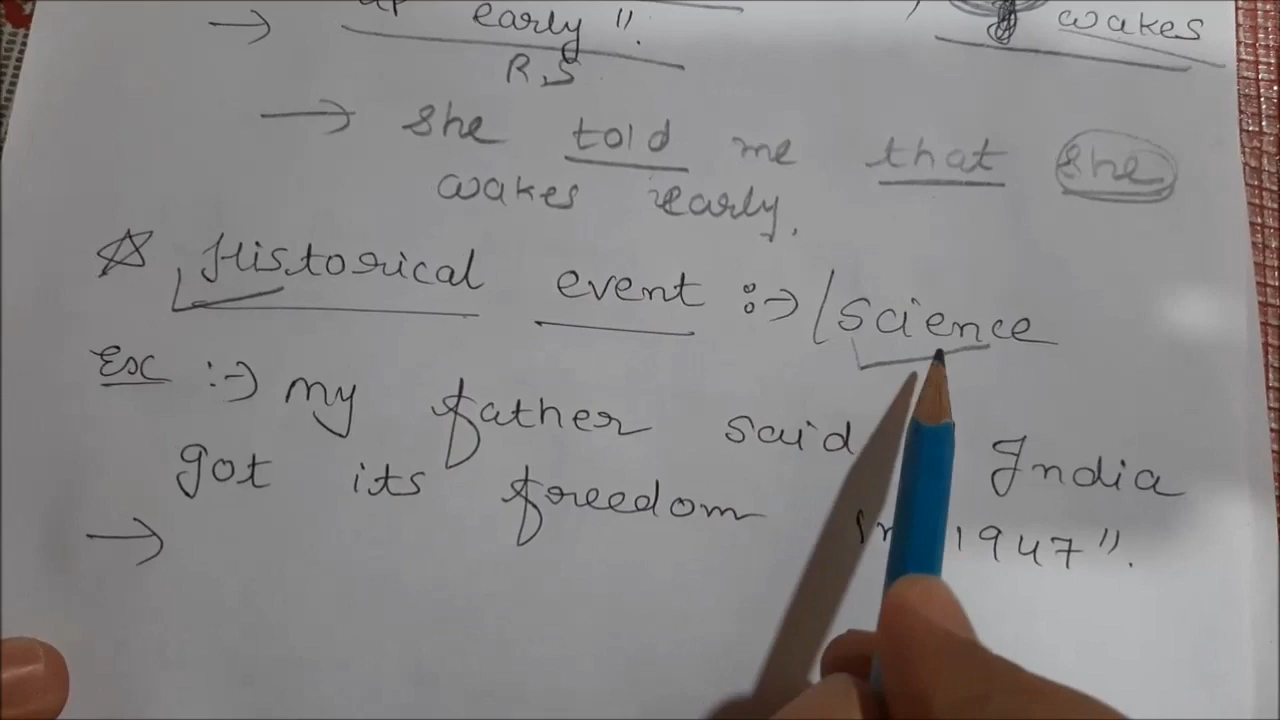 → early".
wakes
R.S
→ She told me that she
wakes early.
☆ Historical event :→ / Science
Ex :→ My father said India
got its freedom in 1947".
→